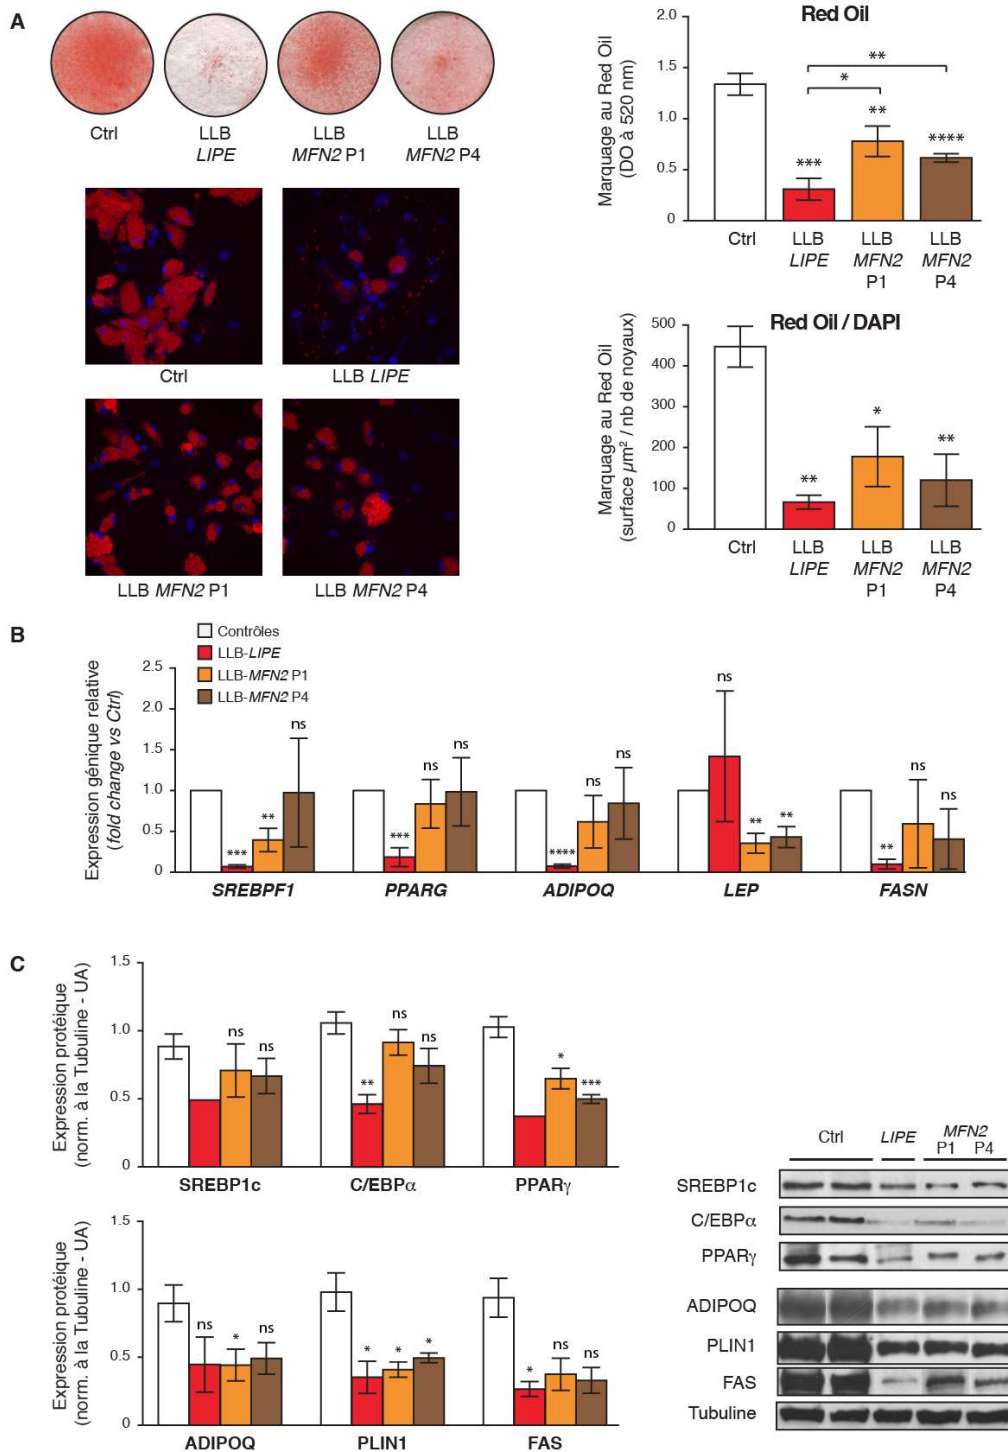 A
Ctrl
LLB
LIPE
LLB
MFN2 P1
LLB
MFN2 P4
Ctrl
LLB LIPE
LLB MFN2 P1
LLB MFN2 P4
Red Oil
Marquage au Red Oil
(DO à 520 nm)
2.0
1.5
1.0
0.5
0
***
**
****
*
**
Ctrl
LLB
LIPE
LLB
MFN2
P1
LLB
MFN2
P4
Red Oil / DAPI
Marquage au Red Oil
(surface µm² / nb de noyaux)
500
400
300
200
100
0
**
*
**
Ctrl
LLB
LIPE
LLB
MFN2
P1
LLB
MFN2
P4
B
Contrôles
LLB-LIPE
LLB-MFN2 P1
LLB-MFN2 P4
Expression génique relative
(fold change vs Ctrl)
2.5
2.0
1.5
1.0
0.5
0
*** ** ns
*** ns ns
**** ns ns
ns ** **
** ns ns
SREBPF1 PPARG ADIPOQ LEP FASN
C
Expression protéique
(norm. à la Tubuline - UA)
1.5
1.0
0.5
0
ns ns
** ns ns
* ***
SREBP1c C/EBPα PPARγ
Expression protéique
(norm. à la Tubuline - UA)
1.5
1.0
0.5
0
ns * ns
* * *
* ns ns
ADIPOQ PLIN1 FAS
Ctrl LIPE MFN2
P1 P4
SREBP1c
C/EBPα
PPARγ
ADIPOQ
PLIN1
FAS
Tubuline